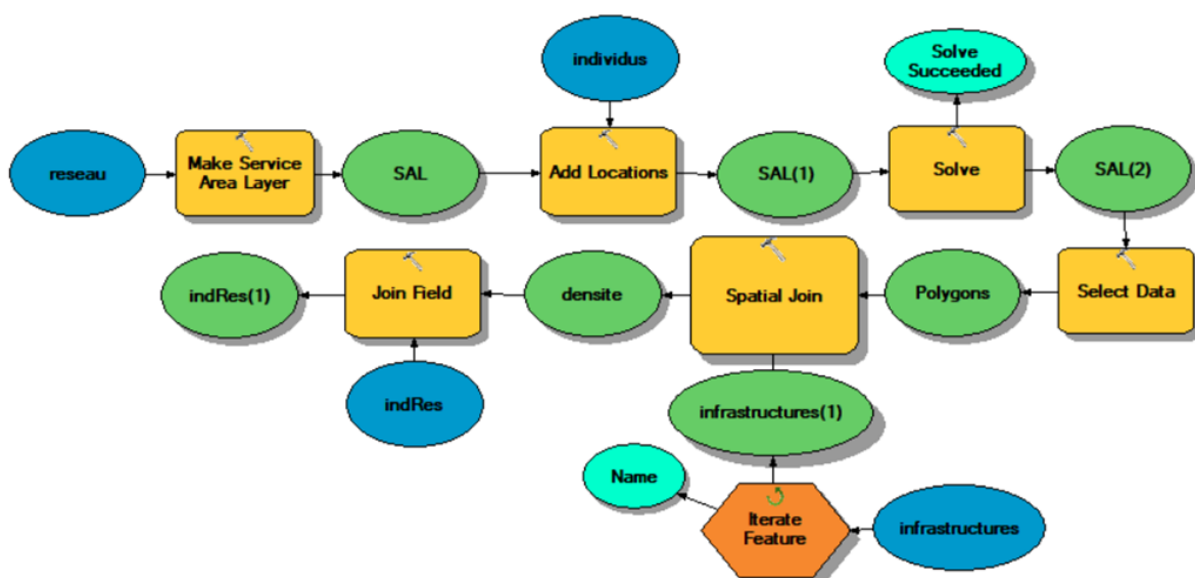 individus
Solve
Succeeded
reseau
Make Service
Area Layer
SAL
Add Locations
SAL(1)
Solve
SAL(2)
indRes(1)
Join Field
densite
Spatial Join
Polygons
Select Data
indRes
infrastructures(1)
Name
Iterate
Feature
infrastructures